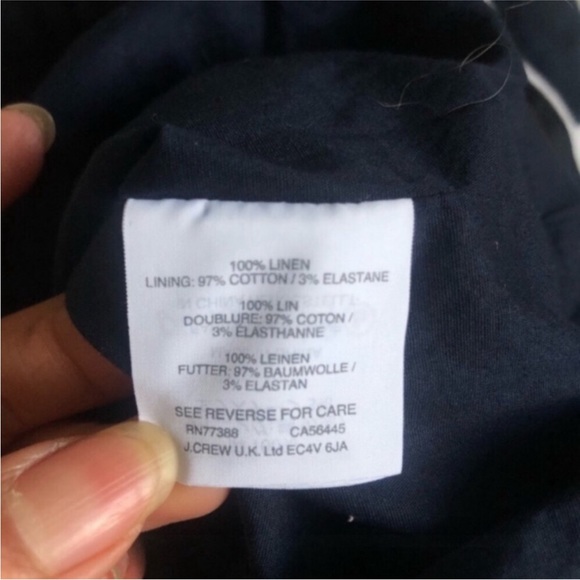 100% LINEN
LINING: 97% COTTON / 3% ELASTANE
100% LIN
DOUBLURE: 97% COTON /
3% ÉLASTHANNE
100% LEINEN
FUTTER: 97% BAUMWOLLE /
3% ELASTAN
SEE REVERSE FOR CARE
RN77388 CA56445
J.CREW U.K. Ltd EC4V 6JA